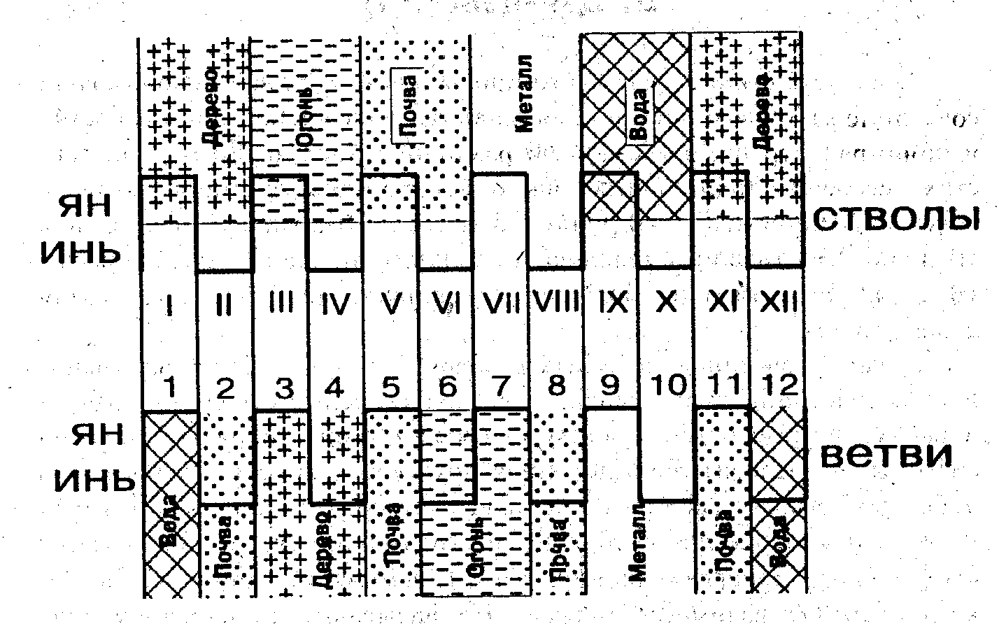 Дерево Огонь Почва Металл Вода Дерево
ЯН
ИНЬ
СТВОЛЫ
I II III IV V VI VII VIII IX X XI XII
1 2 3 4 5 6 7 8 9 10 11 12
ЯН
ИНЬ
ВЕТВИ
Вода Почва Дерево Почва Огонь Почва Металл Почва Вода